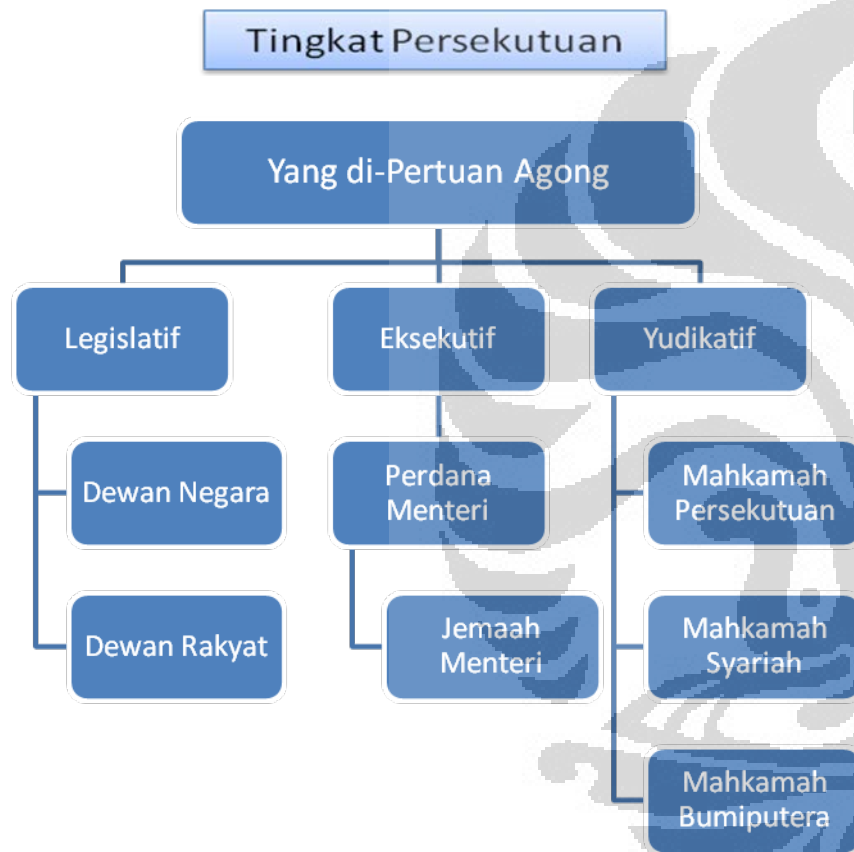 Tingkat Persekutuan
Yang di-Pertuan Agong
Legislatif
Eksekutif
Yudikatif
Dewan Negara
Perdana
Menteri
Mahkamah
Persekutuan
Dewan Rakyat
Jemaah
Menteri
Mahkamah
Syariah
Mahkamah
Bumiputera